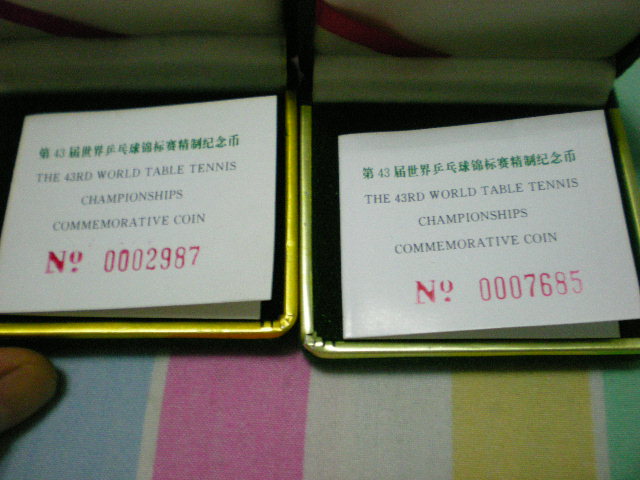 第43届世界乒乓球锦标赛精制纪念币
THE 43RD WORLD TABLE TENNIS
CHAMPIONSHIPS
COMMEMORATIVE COIN
Nº 0002987
第43届世界乒乓球锦标赛精制纪念币
THE 43RD WORLD TABLE TENNIS
CHAMPIONSHIPS
COMMEMORATIVE COIN
Nº 0007685